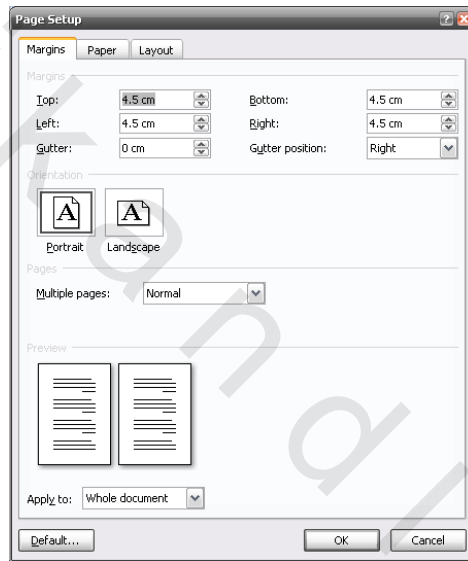 Page Setup
Margins Paper Layout
Margins
Top: 4.5 cm Bottom: 4.5 cm
Left: 4.5 cm Right: 4.5 cm
Gutter: 0 cm Gutter position: Right
Orientation
A A
Portrait Landscape
Pages
Multiple pages: Normal
Preview
Apply to: Whole document
Default... OK Cancel
k a n d l